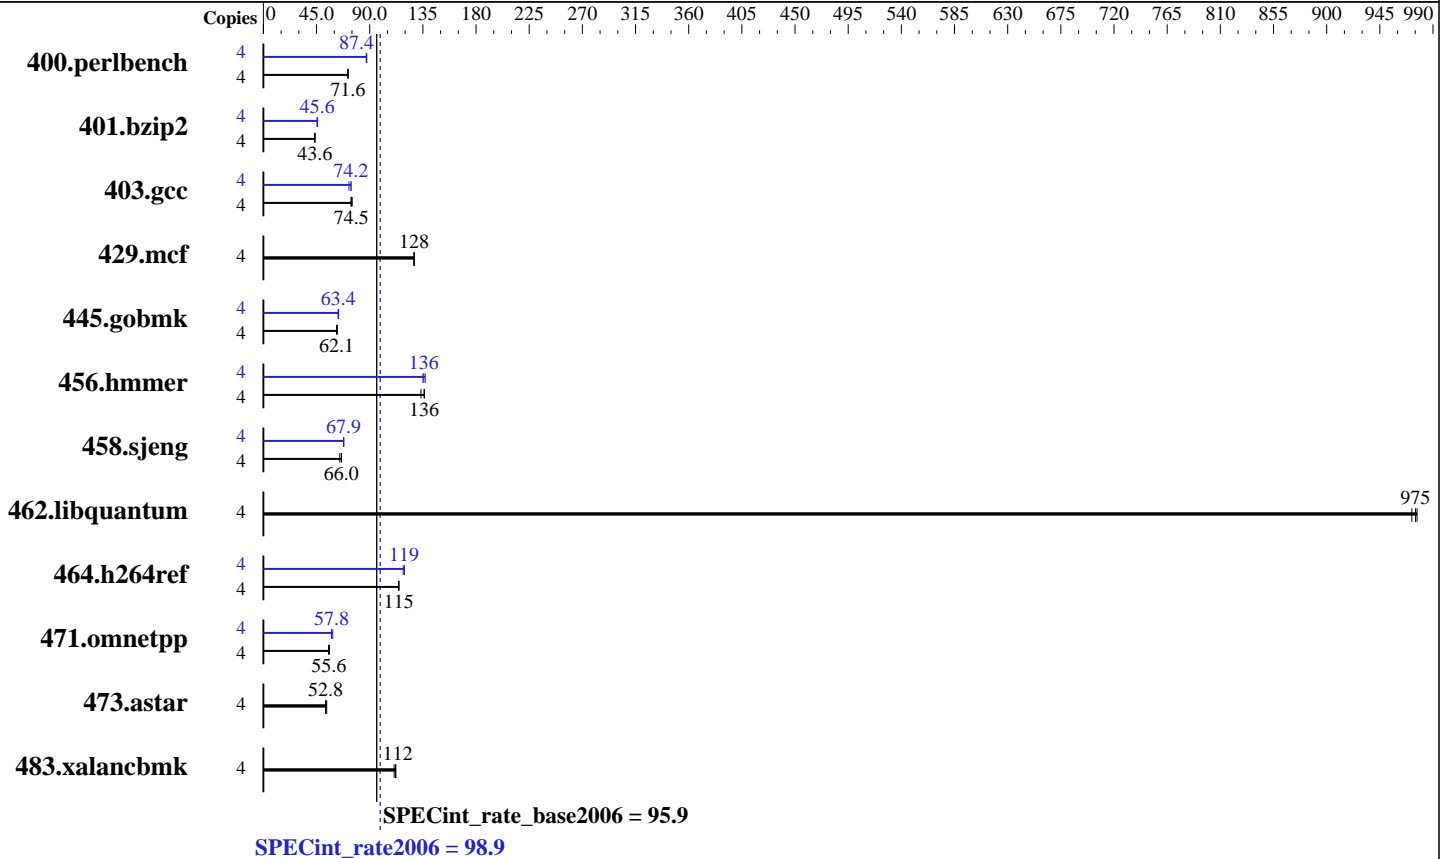 Copies 0 45.0 90.0 135 180 225 270 315 360 405 450 495 540 585 630 675 720 765 810 855 900 945 990
400.perlbench 4 87.4
4 71.6
401.bzip2 4 45.6
4 43.6
403.gcc 4 74.2
4 74.5
429.mcf 4 128
445.gobmk 4 63.4
4 62.1
456.hmmer 4 136
4 136
458.sjeng 4 67.9
4 66.0
462.libquantum 4 975
464.h264ref 4 119
4 115
471.omnetpp 4 57.8
4 55.6
473.astar 4 52.8
483.xalancbmk 4 112
SPECint_rate_base2006 = 95.9
SPECint_rate2006 = 98.9